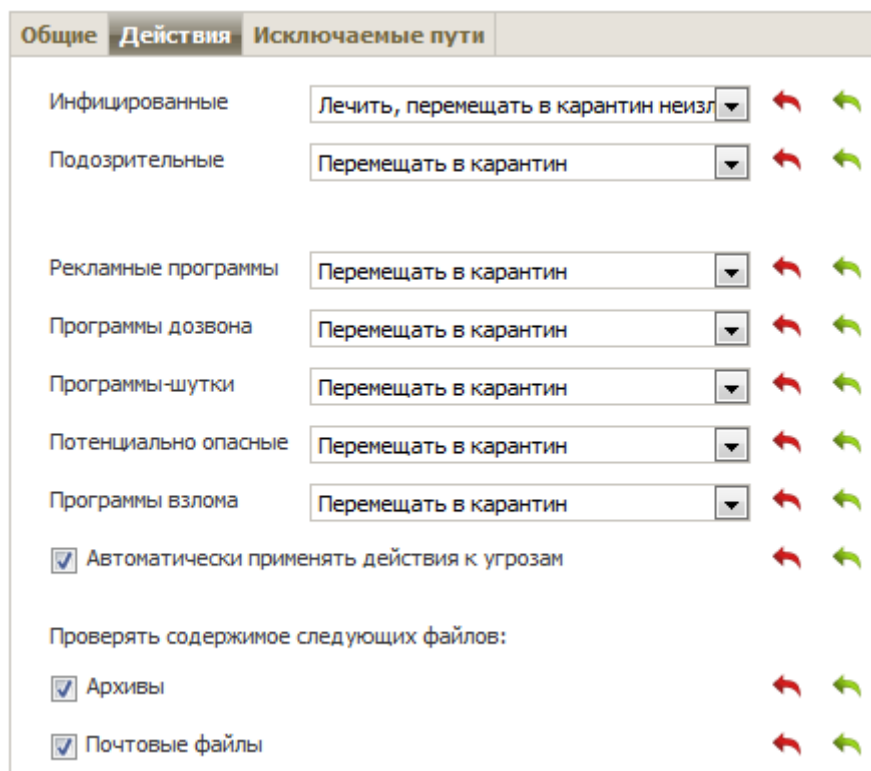 Общие Действия Исключаемые пути
Инфицированные Лечить, перемещать в карантин неизл
Подозрительные Перемещать в карантин
Рекламные программы Перемещать в карантин
Программы дозвона Перемещать в карантин
Программы-шутки Перемещать в карантин
Потенциально опасные Перемещать в карантин
Программы взлома Перемещать в карантин
Автоматически применять действия к угрозам
Проверять содержимое следующих файлов:
Архивы
Почтовые файлы